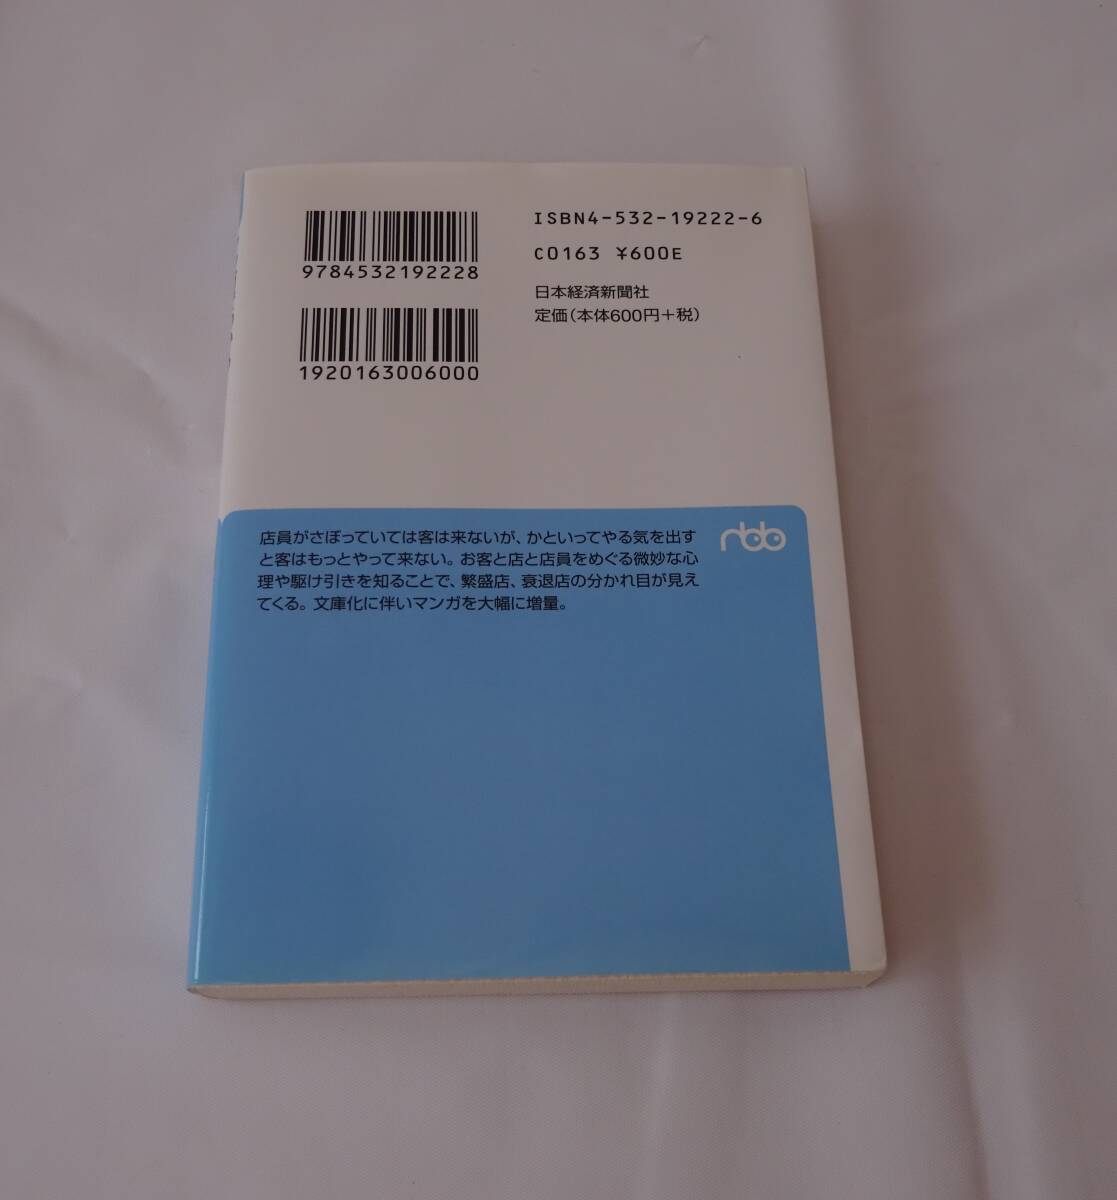 9784532192228
1920163006000
ISBN4-532-19222-6
C0163 ¥600E
日本経済新聞社
定価(本体600円+税)
店員がさぼっていては客は来ないが、かといってやる気を出す
と客はもっとやって来ない。お客と店と店員をめぐる微妙な心
理や駆け引きを知ることで、繁盛店、衰退店の分かれ目が見え
てくる。文庫化に伴いマンガを大幅に増量。
nbb